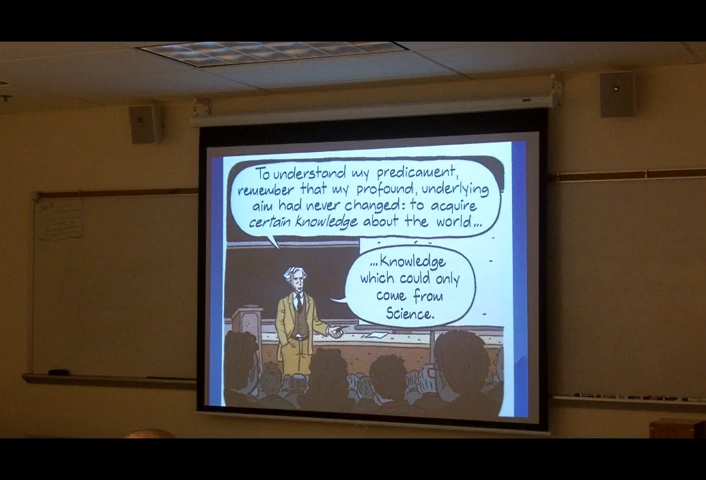 To understand my predicament,
remember that my profound, underlying
aim had never changed: to acquire
certain knowledge about the world...
...Knowledge
which could only
come from
Science.